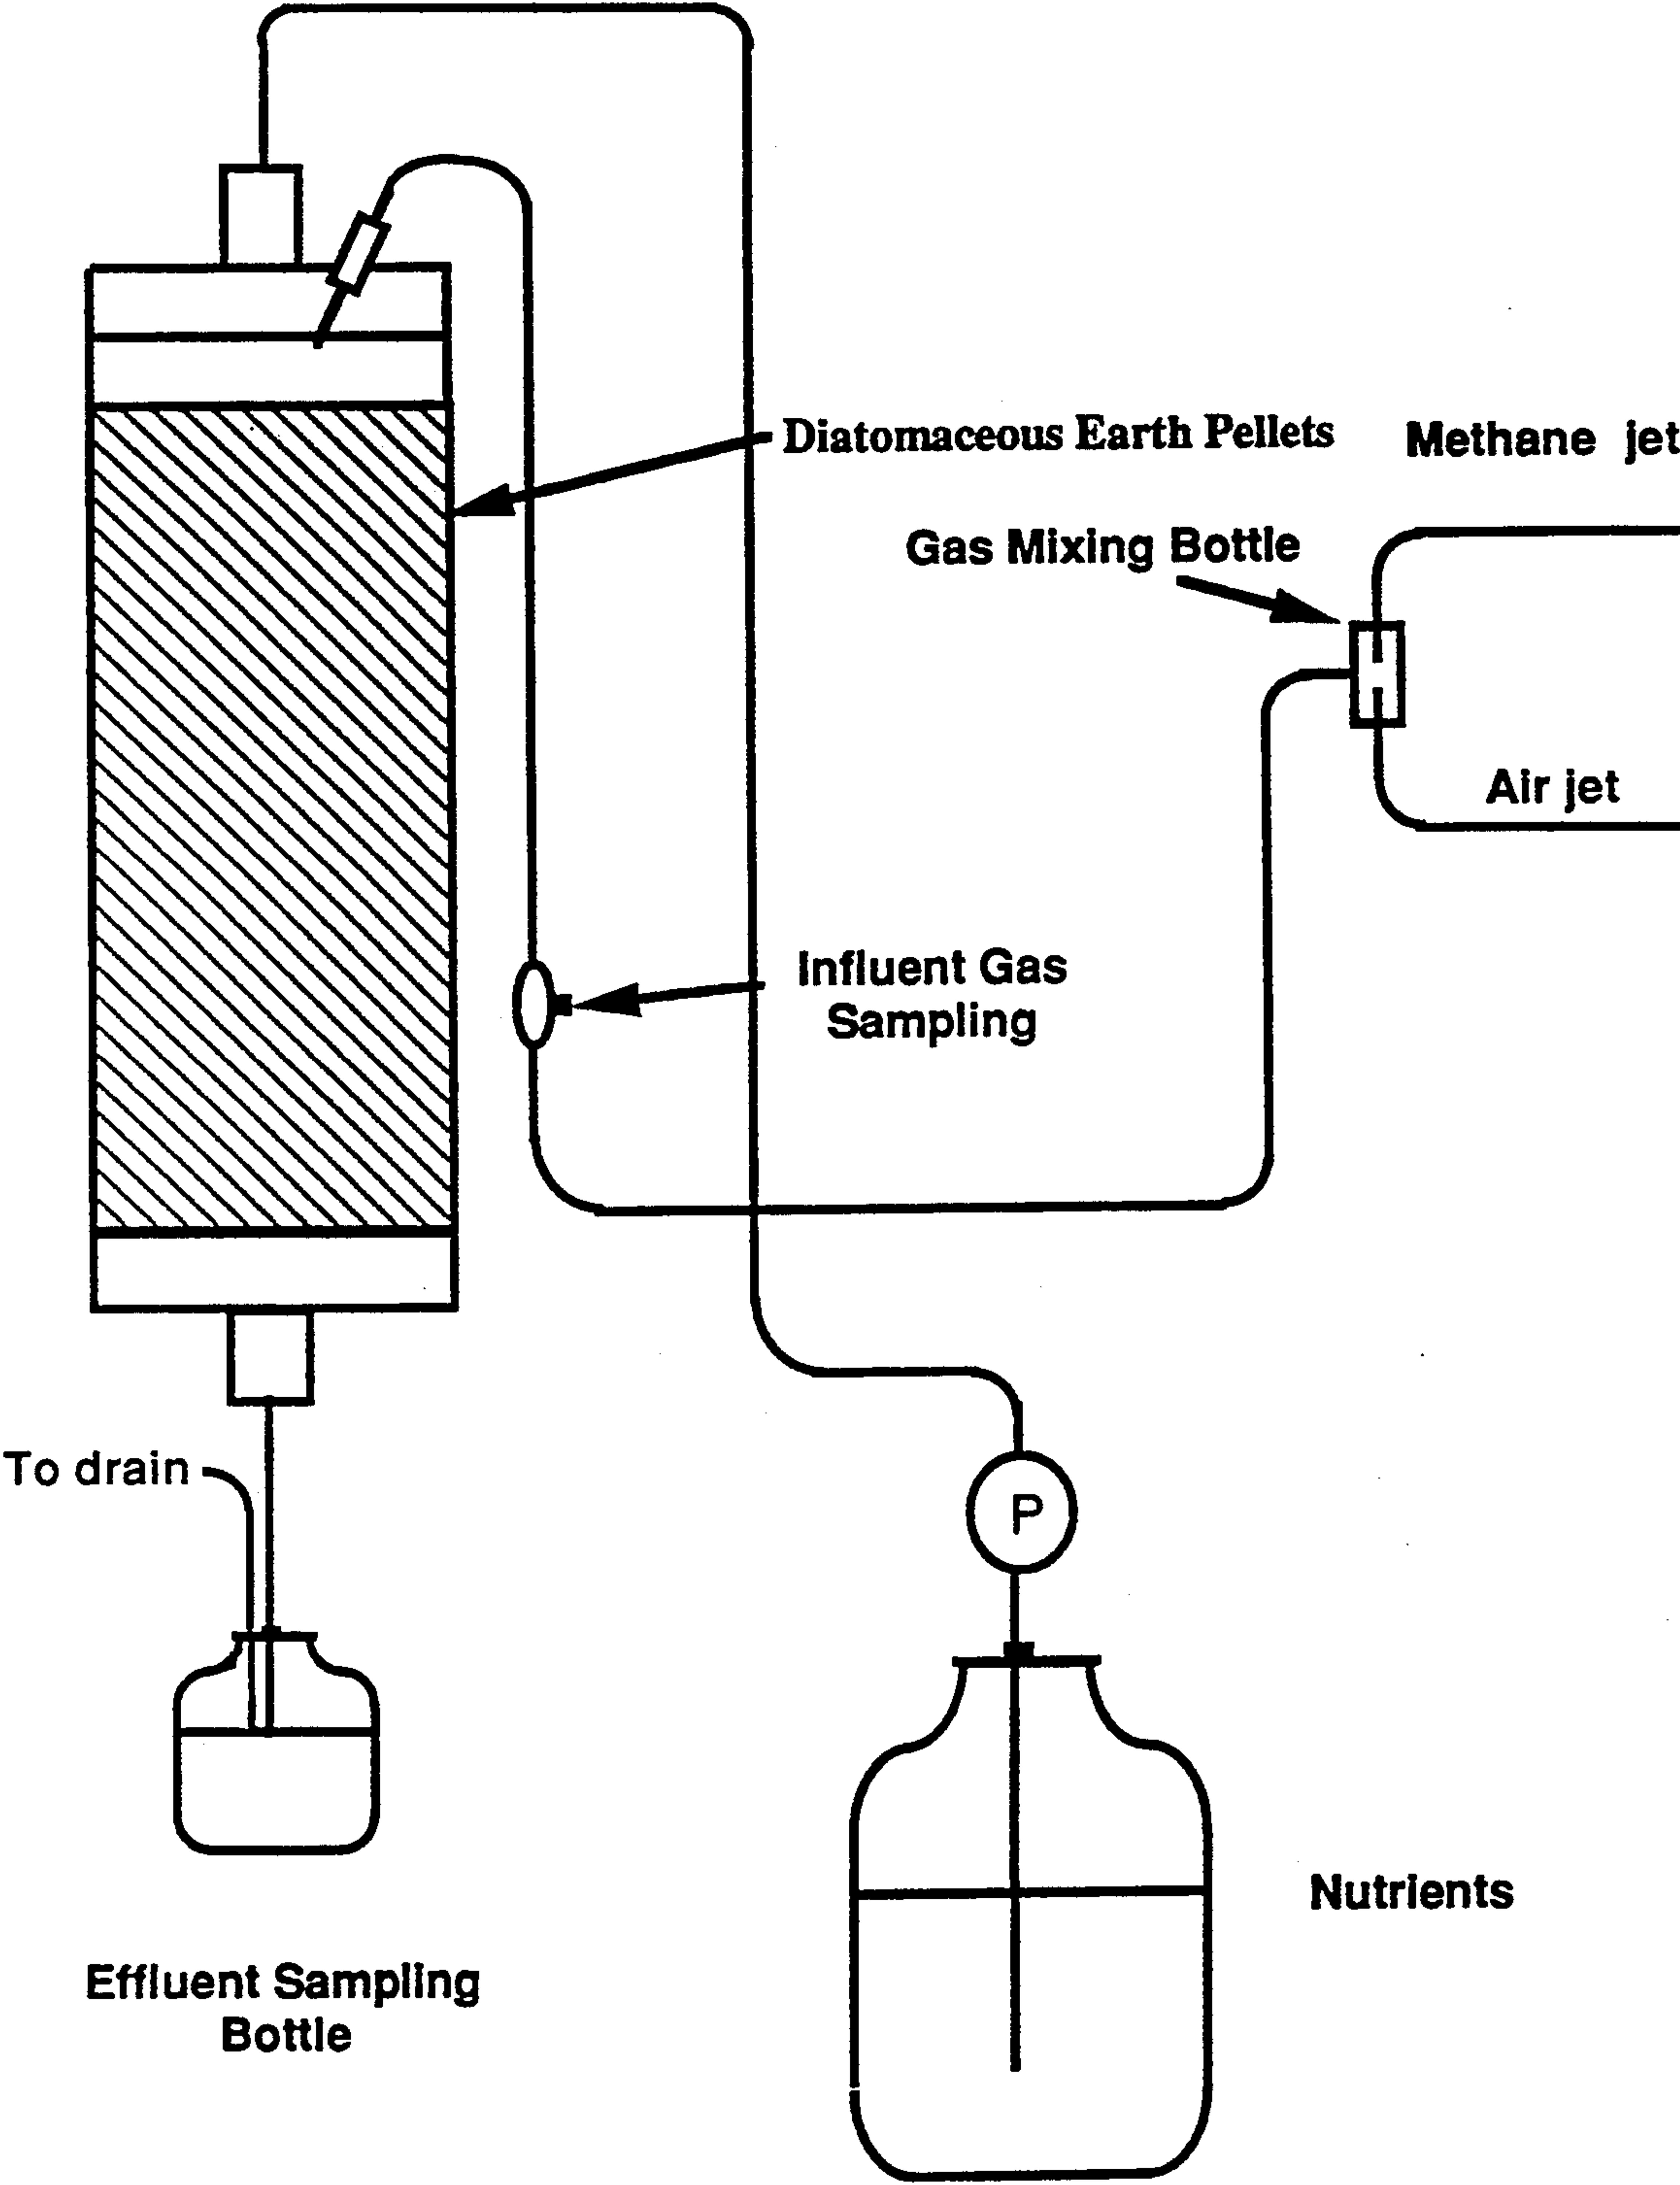 Diatomaceous Earth Pellets
Methane jet
Gas Mixing Bottle
Air jet
Influent Gas
Sampling
To drain
P
Nutrients
Effluent Sampling
Bottle